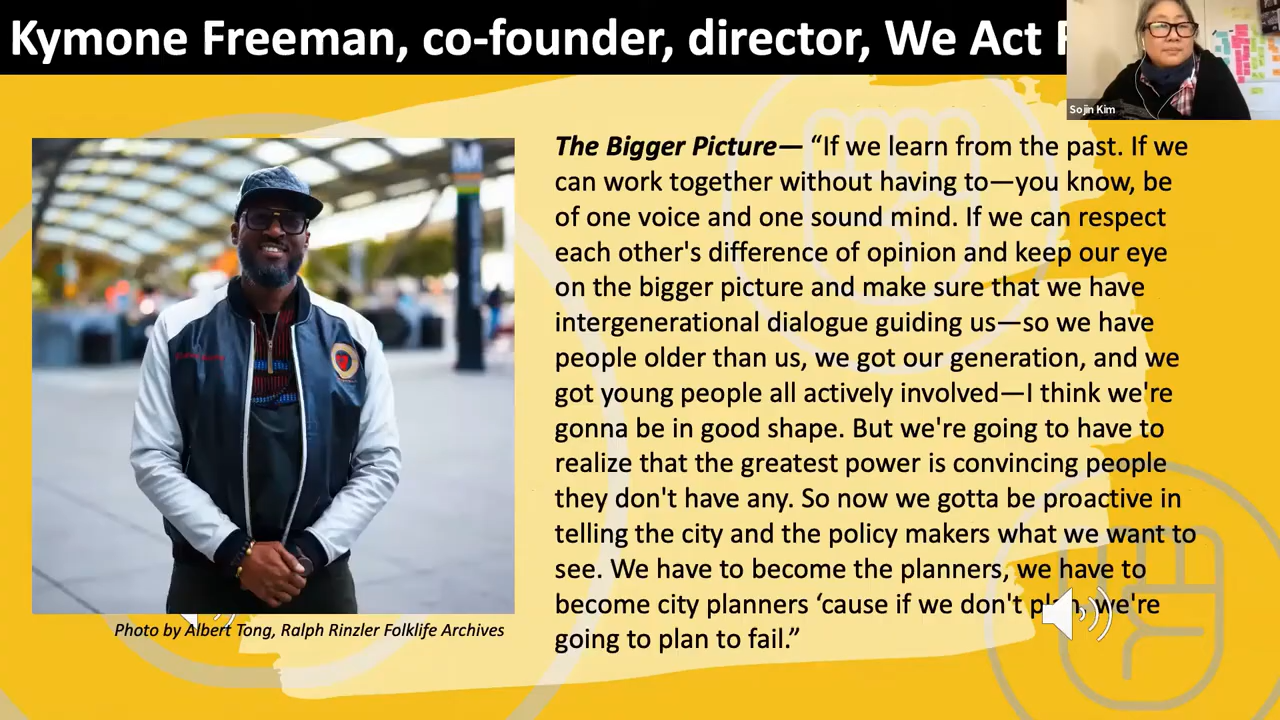 Kymone Freeman, co-founder, director, We Act
Sojin Kim
The Bigger Picture— “If we learn from the past. If we
can work together without having to—you know, be
of one voice and one sound mind. If we can respect
each other's difference of opinion and keep our eye
on the bigger picture and make sure that we have
intergenerational dialogue guiding us—so we have
people older than us, we got our generation, and we
got young people all actively involved—I think we're
gonna be in good shape. But we're going to have to
realize that the greatest power is convincing people
they don't have any. So now we gotta be proactive in
telling the city and the policy makers what we want to
see. We have to become the planners, we have to
become city planners ‘cause if we don't plan, we're
going to plan to fail.”
M
Photo by Albert Tong, Ralph Rinzler Folklife Archives